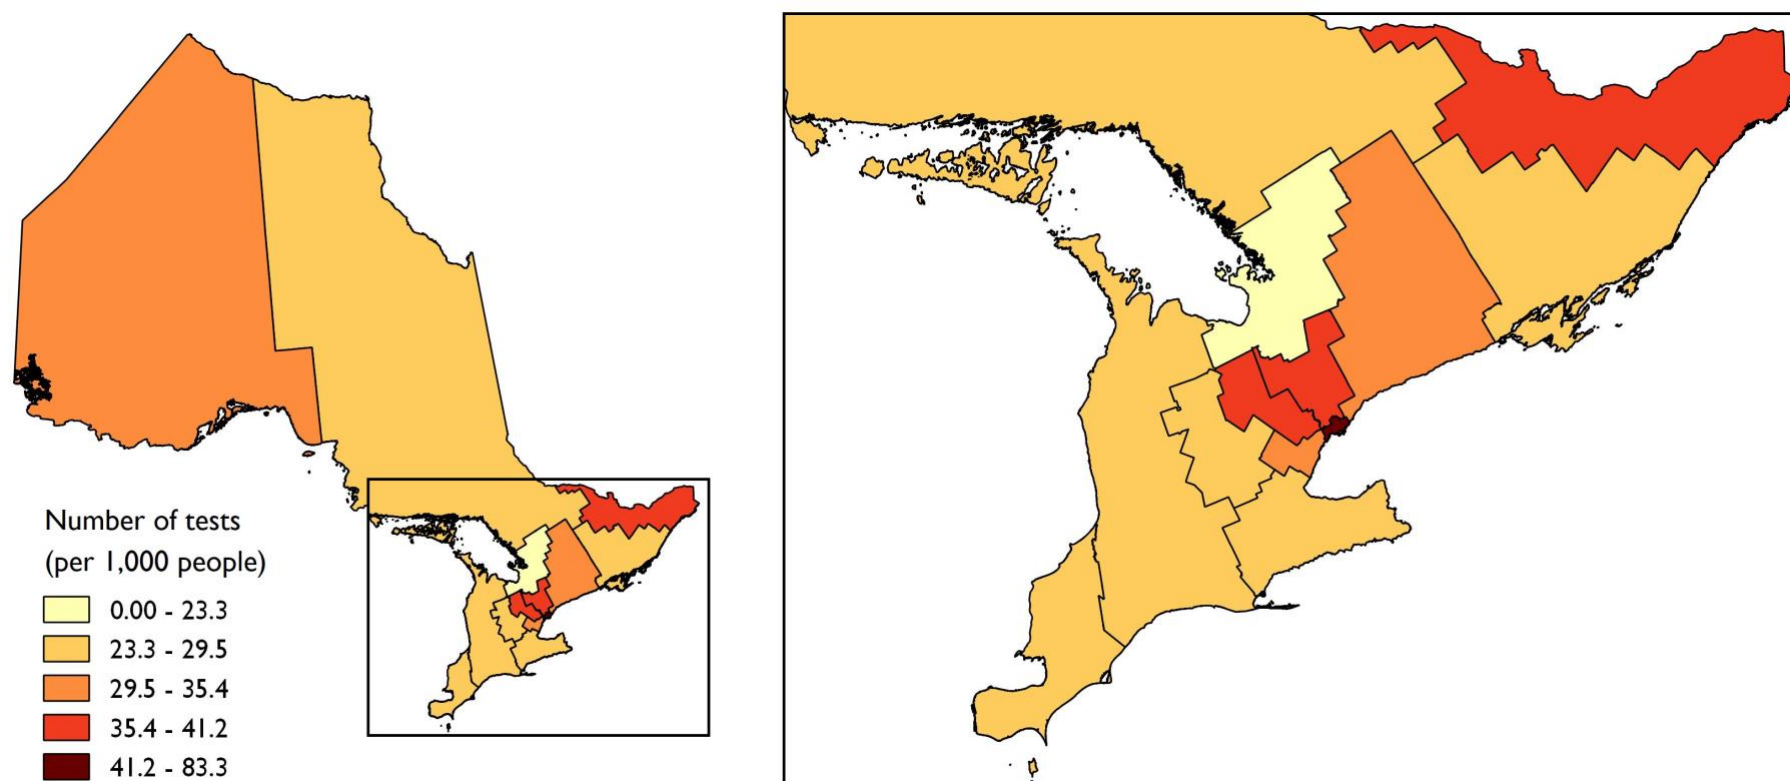 Number of tests
(per 1,000 people)
0.00 - 23.3
23.3 - 29.5
29.5 - 35.4
35.4 - 41.2
41.2 - 83.3